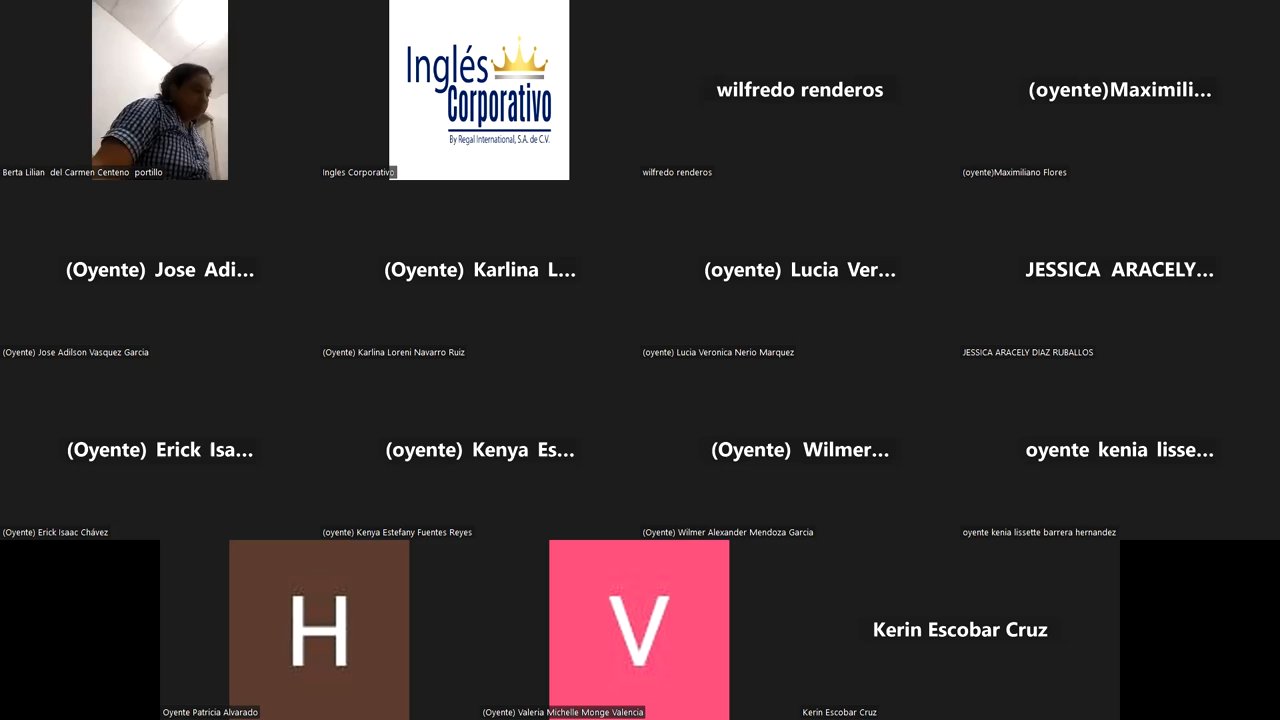 Inglés
Corporativo
By Regal International, S.A. de C.V.
wilfredo renderos
(oyente)Maximili...
Berta Lilian del Carmen Centeno portillo
Ingles Corporativo
wilfredo renderos
(oyente)Maximiliano Flores
(Oyente) Jose Adi...
(Oyente) Karlina L...
(oyente) Lucia Ver...
JESSICA ARACELY...
(Oyente) Jose Adilson Vasquez Garcia
(Oyente) Karlina Loreni Navarro Ruiz
(oyente) Lucia Veronica Nerio Marquez
JESSICA ARACELY DIAZ RUBALLOS
(Oyente) Erick Isa...
(oyente) Kenya Es...
(Oyente) Wilmer...
oyente kenia lisse...
(Oyente) Erick Isaac Chávez
(oyente) Kenya Estefany Fuentes Reyes
(Oyente) Wilmer Alexander Mendoza Garcia
oyente kenia lissette barrera hernandez
H
V
Kerin Escobar Cruz
Oyente Patricia Alvarado
(Oyente) Valeria Michelle Monge Valencia
Kerin Escobar Cruz